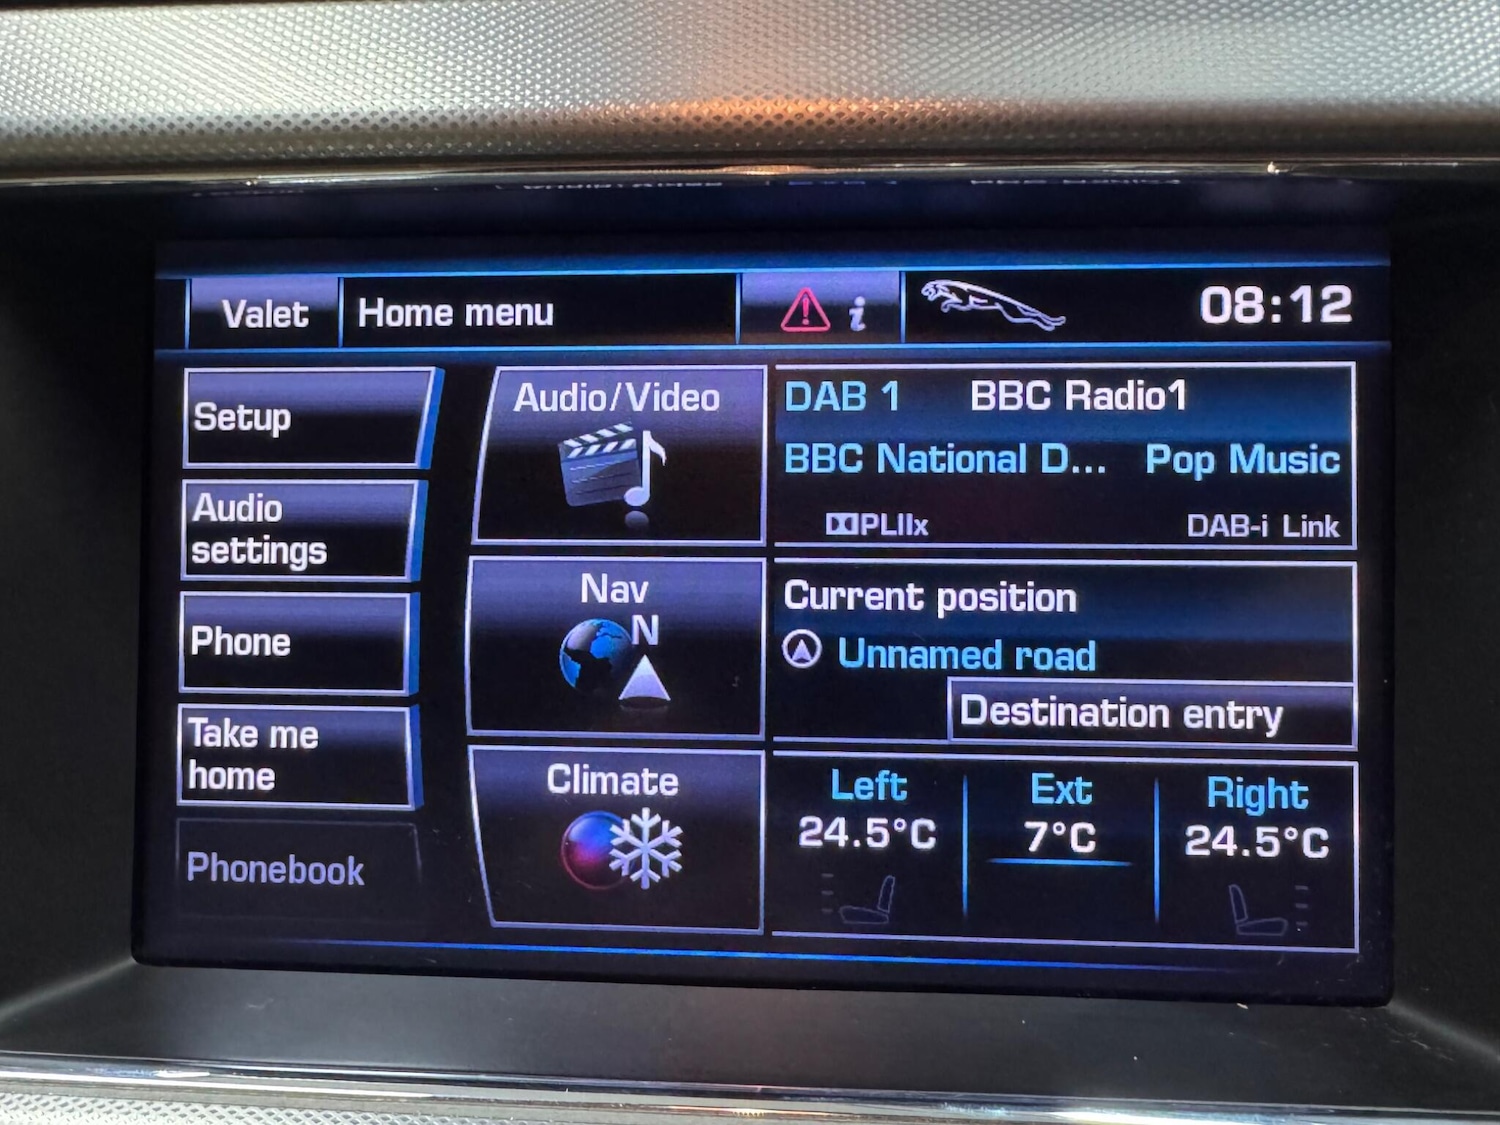 Valet
Home menu
i
08:12
Setup
Audio
settings
Phone
Take me
home
Phonebook
Audio/Video
Nav
N
Climate
DAB 1 BBC Radio1
BBC National D... Pop Music
PLIIx DAB-i Link
Current position
Unnamed road
Destination entry
Left Ext Right
24.5°C 7°C 24.5°C